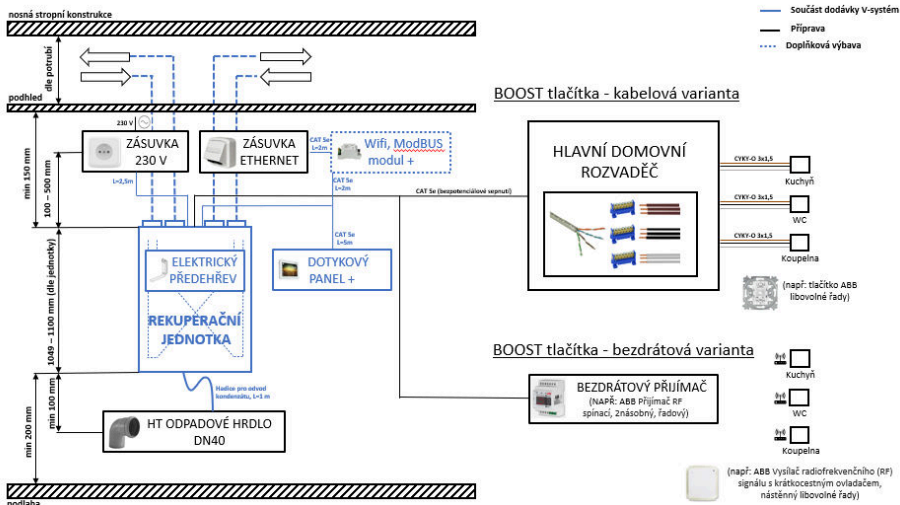 nosná stropní konstrukce
Součást dodávky V-systém
Příprava
Doplňková výbava
dle potrubí
podhled
BOOST tlačítka - kabelová varianta
230 V
ZÁSUVKA
230 V
ZÁSUVKA
ETHERNET
CAT 5e
L=2m
Wifi, ModBUS
modul +
min 150 mm
100 – 500 mm
L=2,5m
CAT 5e
L=2m
CAT 5e (bezpotenciálové sepnutí)
HLAVNÍ DOMOVNÍ
ROZVADĚČ
CYKY-O 3x1,5
Kuchyň
CYKY-O 3x1,5
WC
CYKY-O 3x1,5
Koupelna
CAT 5e
L=5m
ELEKTRICKÝ
PŘEDEHŘEV
DOTYKOVÝ
PANEL +
(např: tlačítko ABB
libovolné řady)
1049 – 1100 mm (dle jednotky)
REKUPERAČNÍ
JEDNOTKA
BOOST tlačítka - bezdrátová varianta
Kuchyň
BEZDRÁTOVÝ PŘIJÍMAČ
(NAPŘ: ABB Přijímač RF
spínací, 2násobný, řadový)
WC
Hadice pro odvod
kondenzátu, L=1 m
min 200 mm
min 100 mm
HT ODPADOVÉ HRDLO
DN40
Koupelna
(např: ABB Vysílač radiofrekvenčního (RF)
signálu s krátkocestným ovladačem,
nástěnný libovolné řady)
podlaha